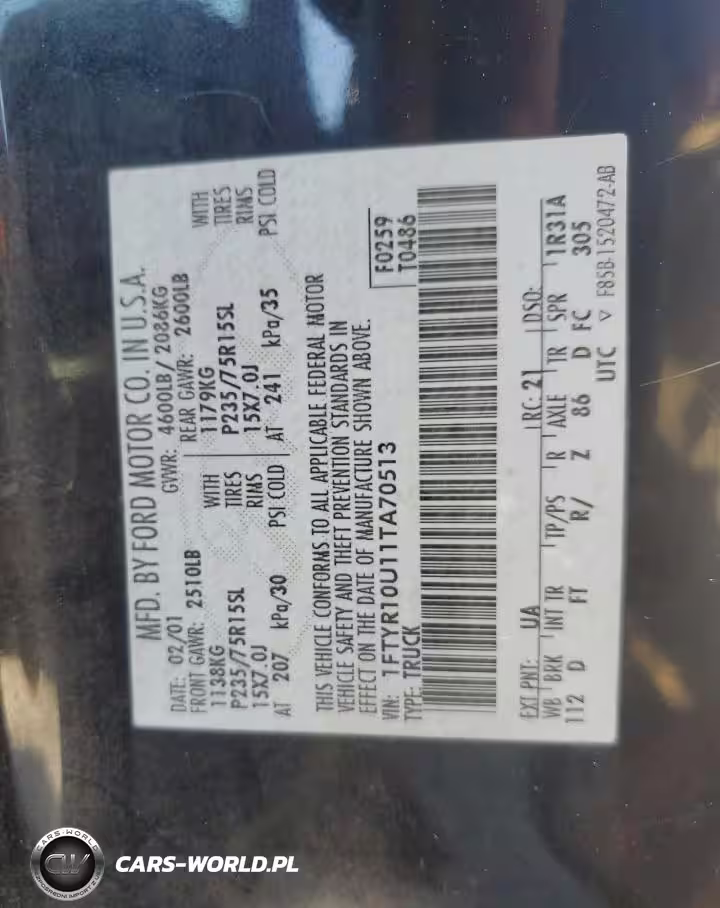 MFD. BY FORD MOTOR CO. IN U.S.A.
DATE: 02/01 GVWR: 4600LB/ 2086KG
FRONT GAWR: 2510LB REAR GAWR: 2600LB
1138KG WITH 1179KG WITH
P235/75R15SL TIRES P235/75R15SL TIRES
15X7.0J RIMS 15X7.0J RIMS
AT 207 kPa/30 PSI COLD AT 241 kPa/35 PSI COLD
THIS VEHICLE CONFORMS TO ALL APPLICABLE FEDERAL MOTOR
VEHICLE SAFETY AND THEFT PREVENTION STANDARDS IN
EFFECT ON THE DATE OF MANUFACTURE SHOWN ABOVE.
VIN: 1FTYR10U11TA70513 F0259
TYPE: TRUCK T0486
EXT PNT: UA RC: 21 DSO:
WB BRK INT TR TP/PS R AXLE TR SPR 1R31A
112 D FT R/ Z 86 D FC 305
UTC ▽ F85B-1520472-AB
CARS-WORLD
CW
CARS-WORLD.PL